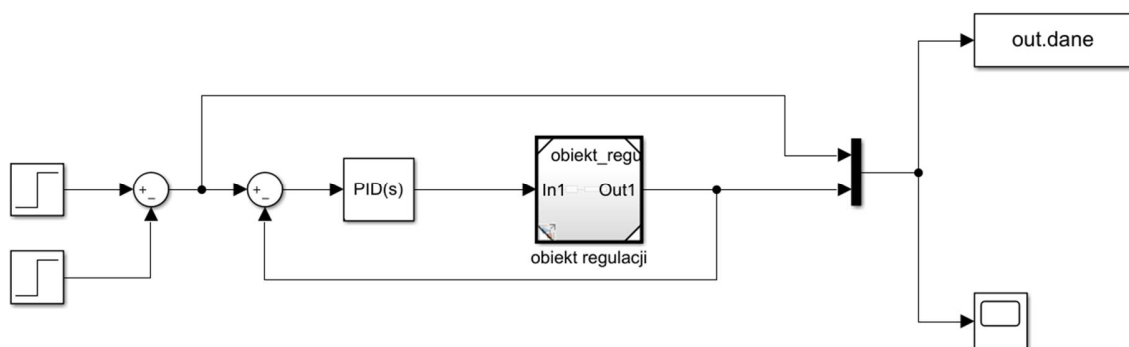 out.dane
obiekt_regu
PID(s)
In1
Out1
obiekt regulacji